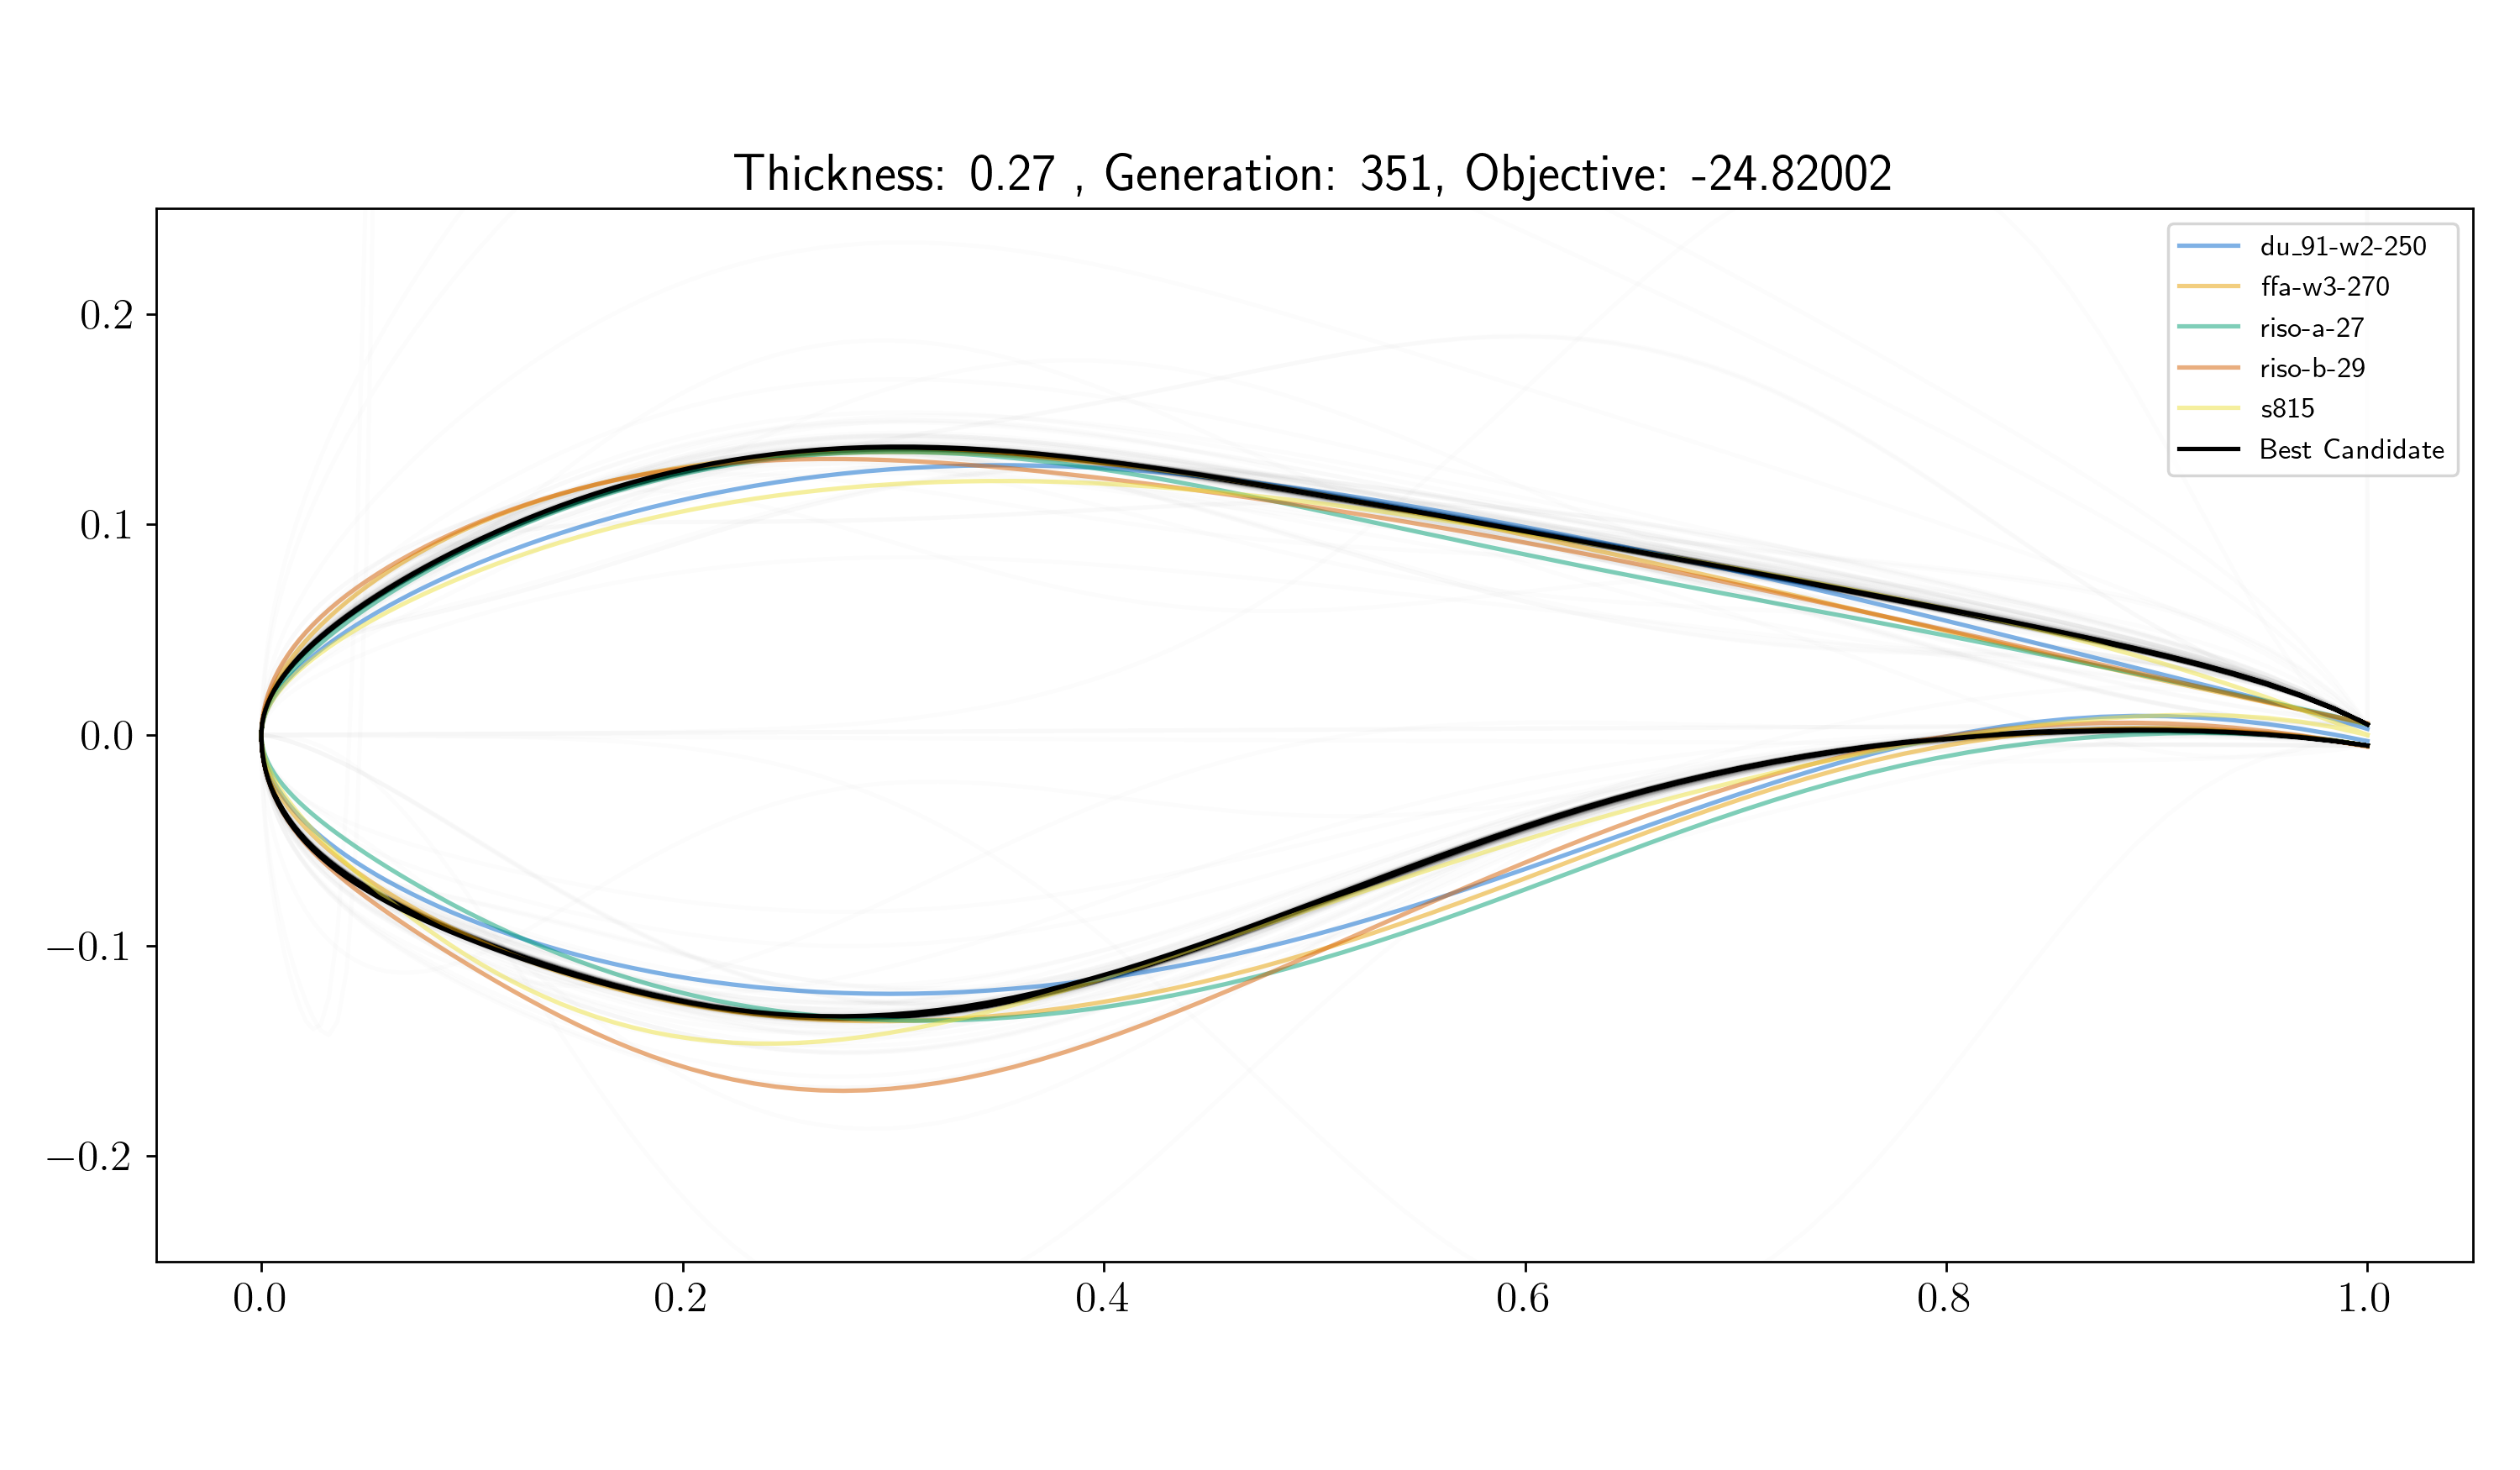 Thickness: 0.27 , Generation: 351, Objective: -24.82002
du_91-w2-250
ffa-w3-270
riso-a-27
riso-b-29
s815
Best Candidate
0.2
0.1
0.0
−0.1
−0.2
0.0 0.2 0.4 0.6 0.8 1.0